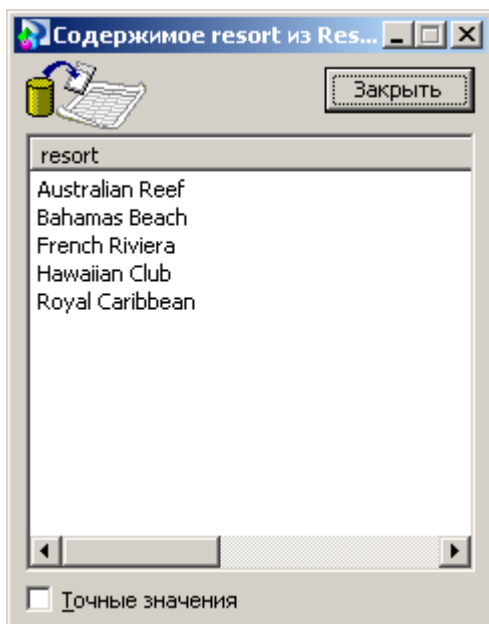 Содержимое resort из Res...
Закрыть
resort
Australian Reef
Bahamas Beach
French Riviera
Hawaiian Club
Royal Caribbean
Точные значения